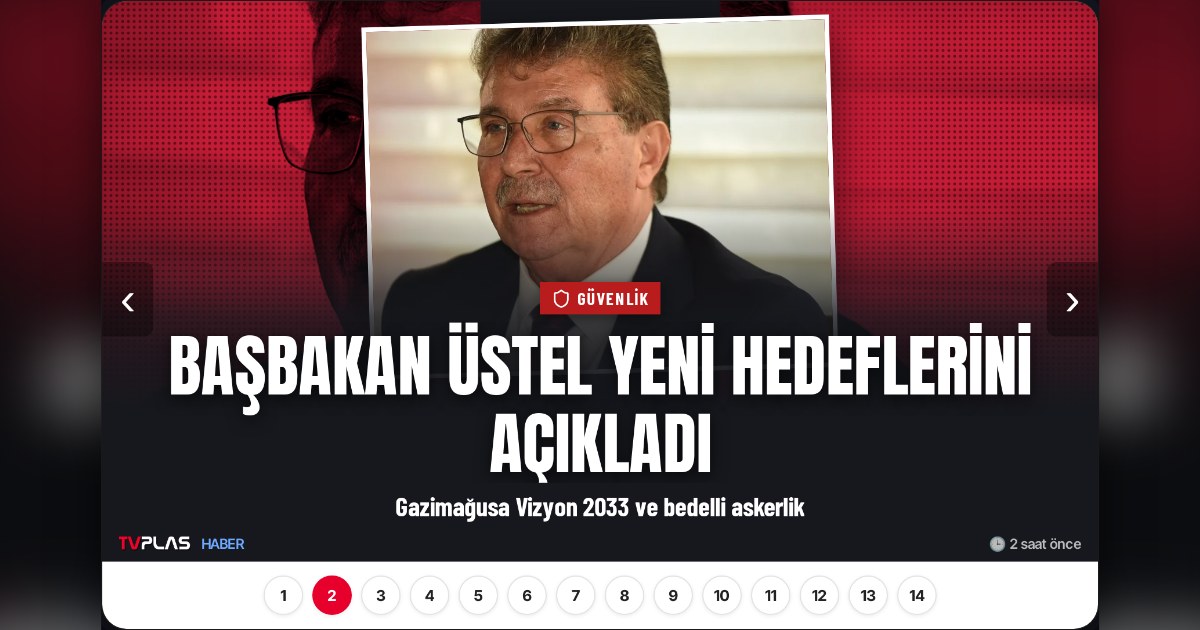 GÜVENLİK
BAŞBAKAN ÜSTEL YENİ HEDEFLERİNİ
AÇIKLADI
Gazimağusa Vizyon 2033 ve bedelli askerlik
TVPLAS HABER
2 saat önce
1 2 3 4 5 6 7 8 9 10 11 12 13 14